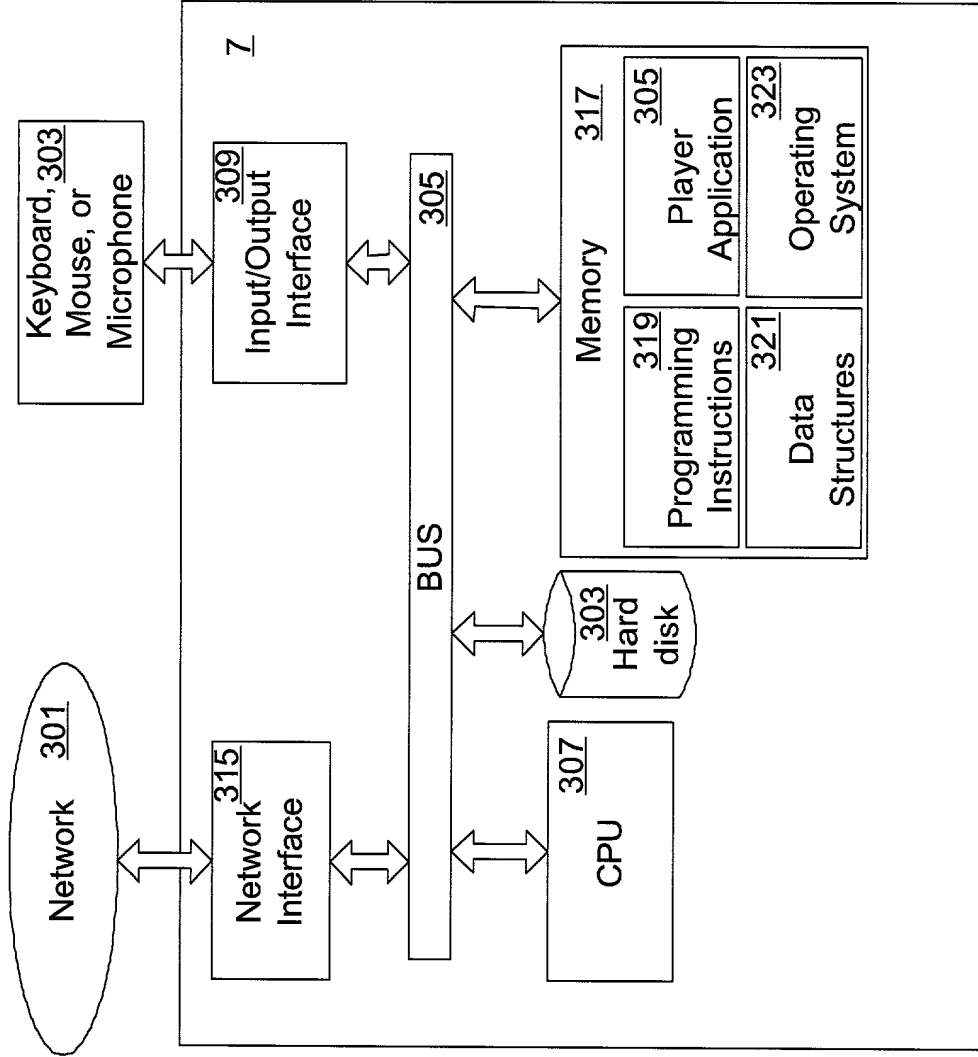 Network 301
Keyboard, 303
Mouse, or
Microphone
7
315
Network
Interface
309
Input/Output
Interface
BUS 305
307
CPU
303
Hard
disk
Memory 317
319
Programming
Instructions
305
Player
Application
321
Data
Structures
323
Operating
System